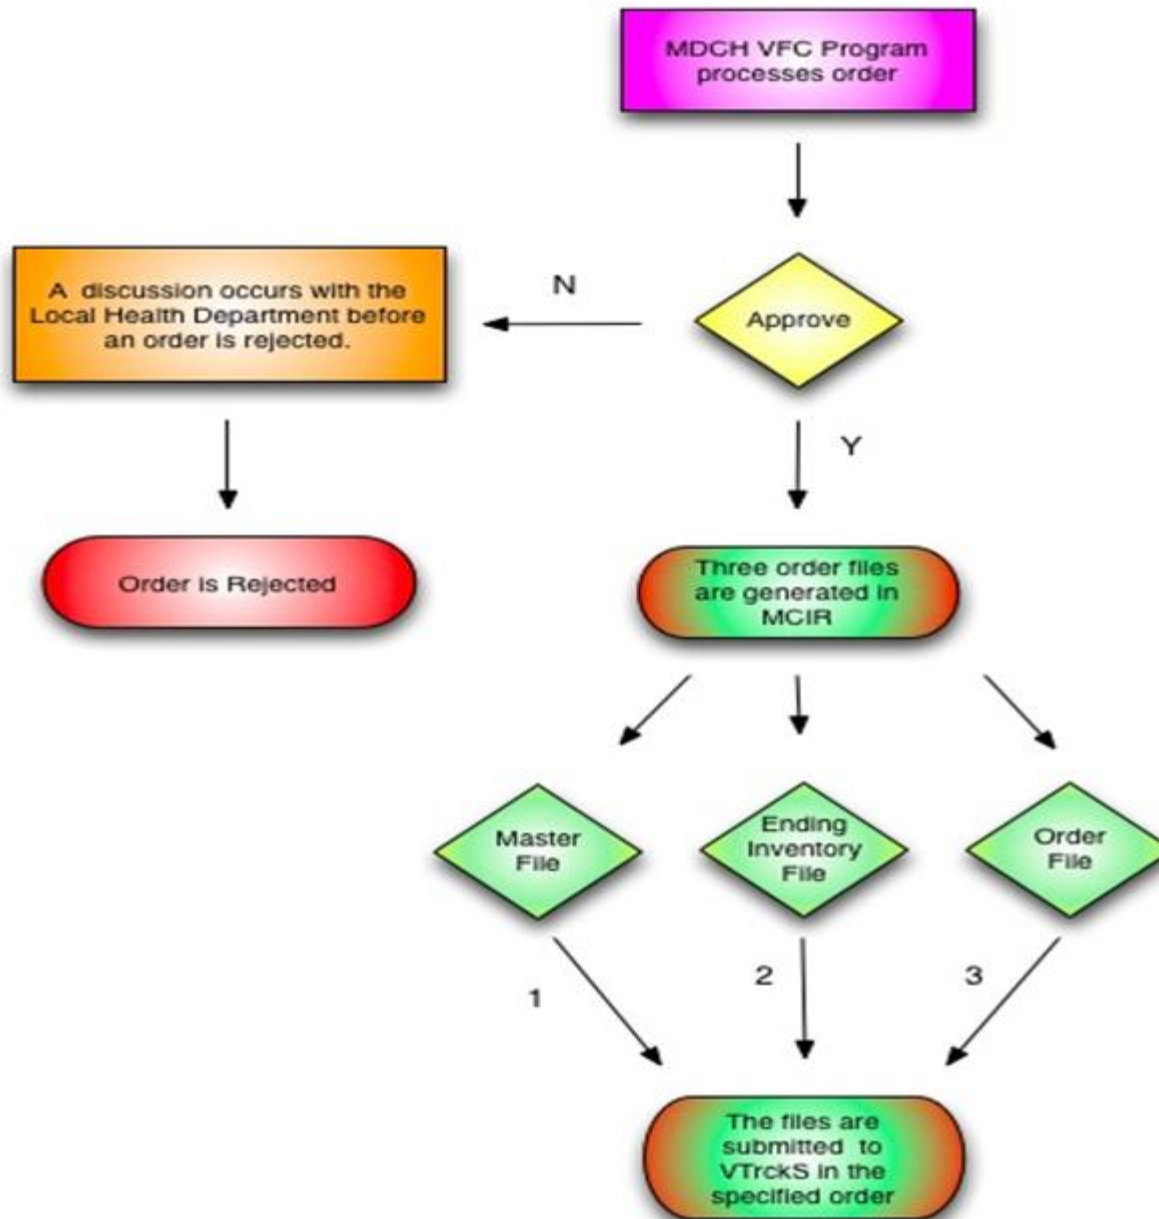 MDCH VFC Program
processes order
A discussion occurs with the
Local Health Department before
an order is rejected.
N
Approve
Y
Order is Rejected
Three order files
are generated in
MCIR
Master
File
Ending
Inventory
File
Order
File
1
2
3
The files are
submitted to
VTrckS in the
specified order